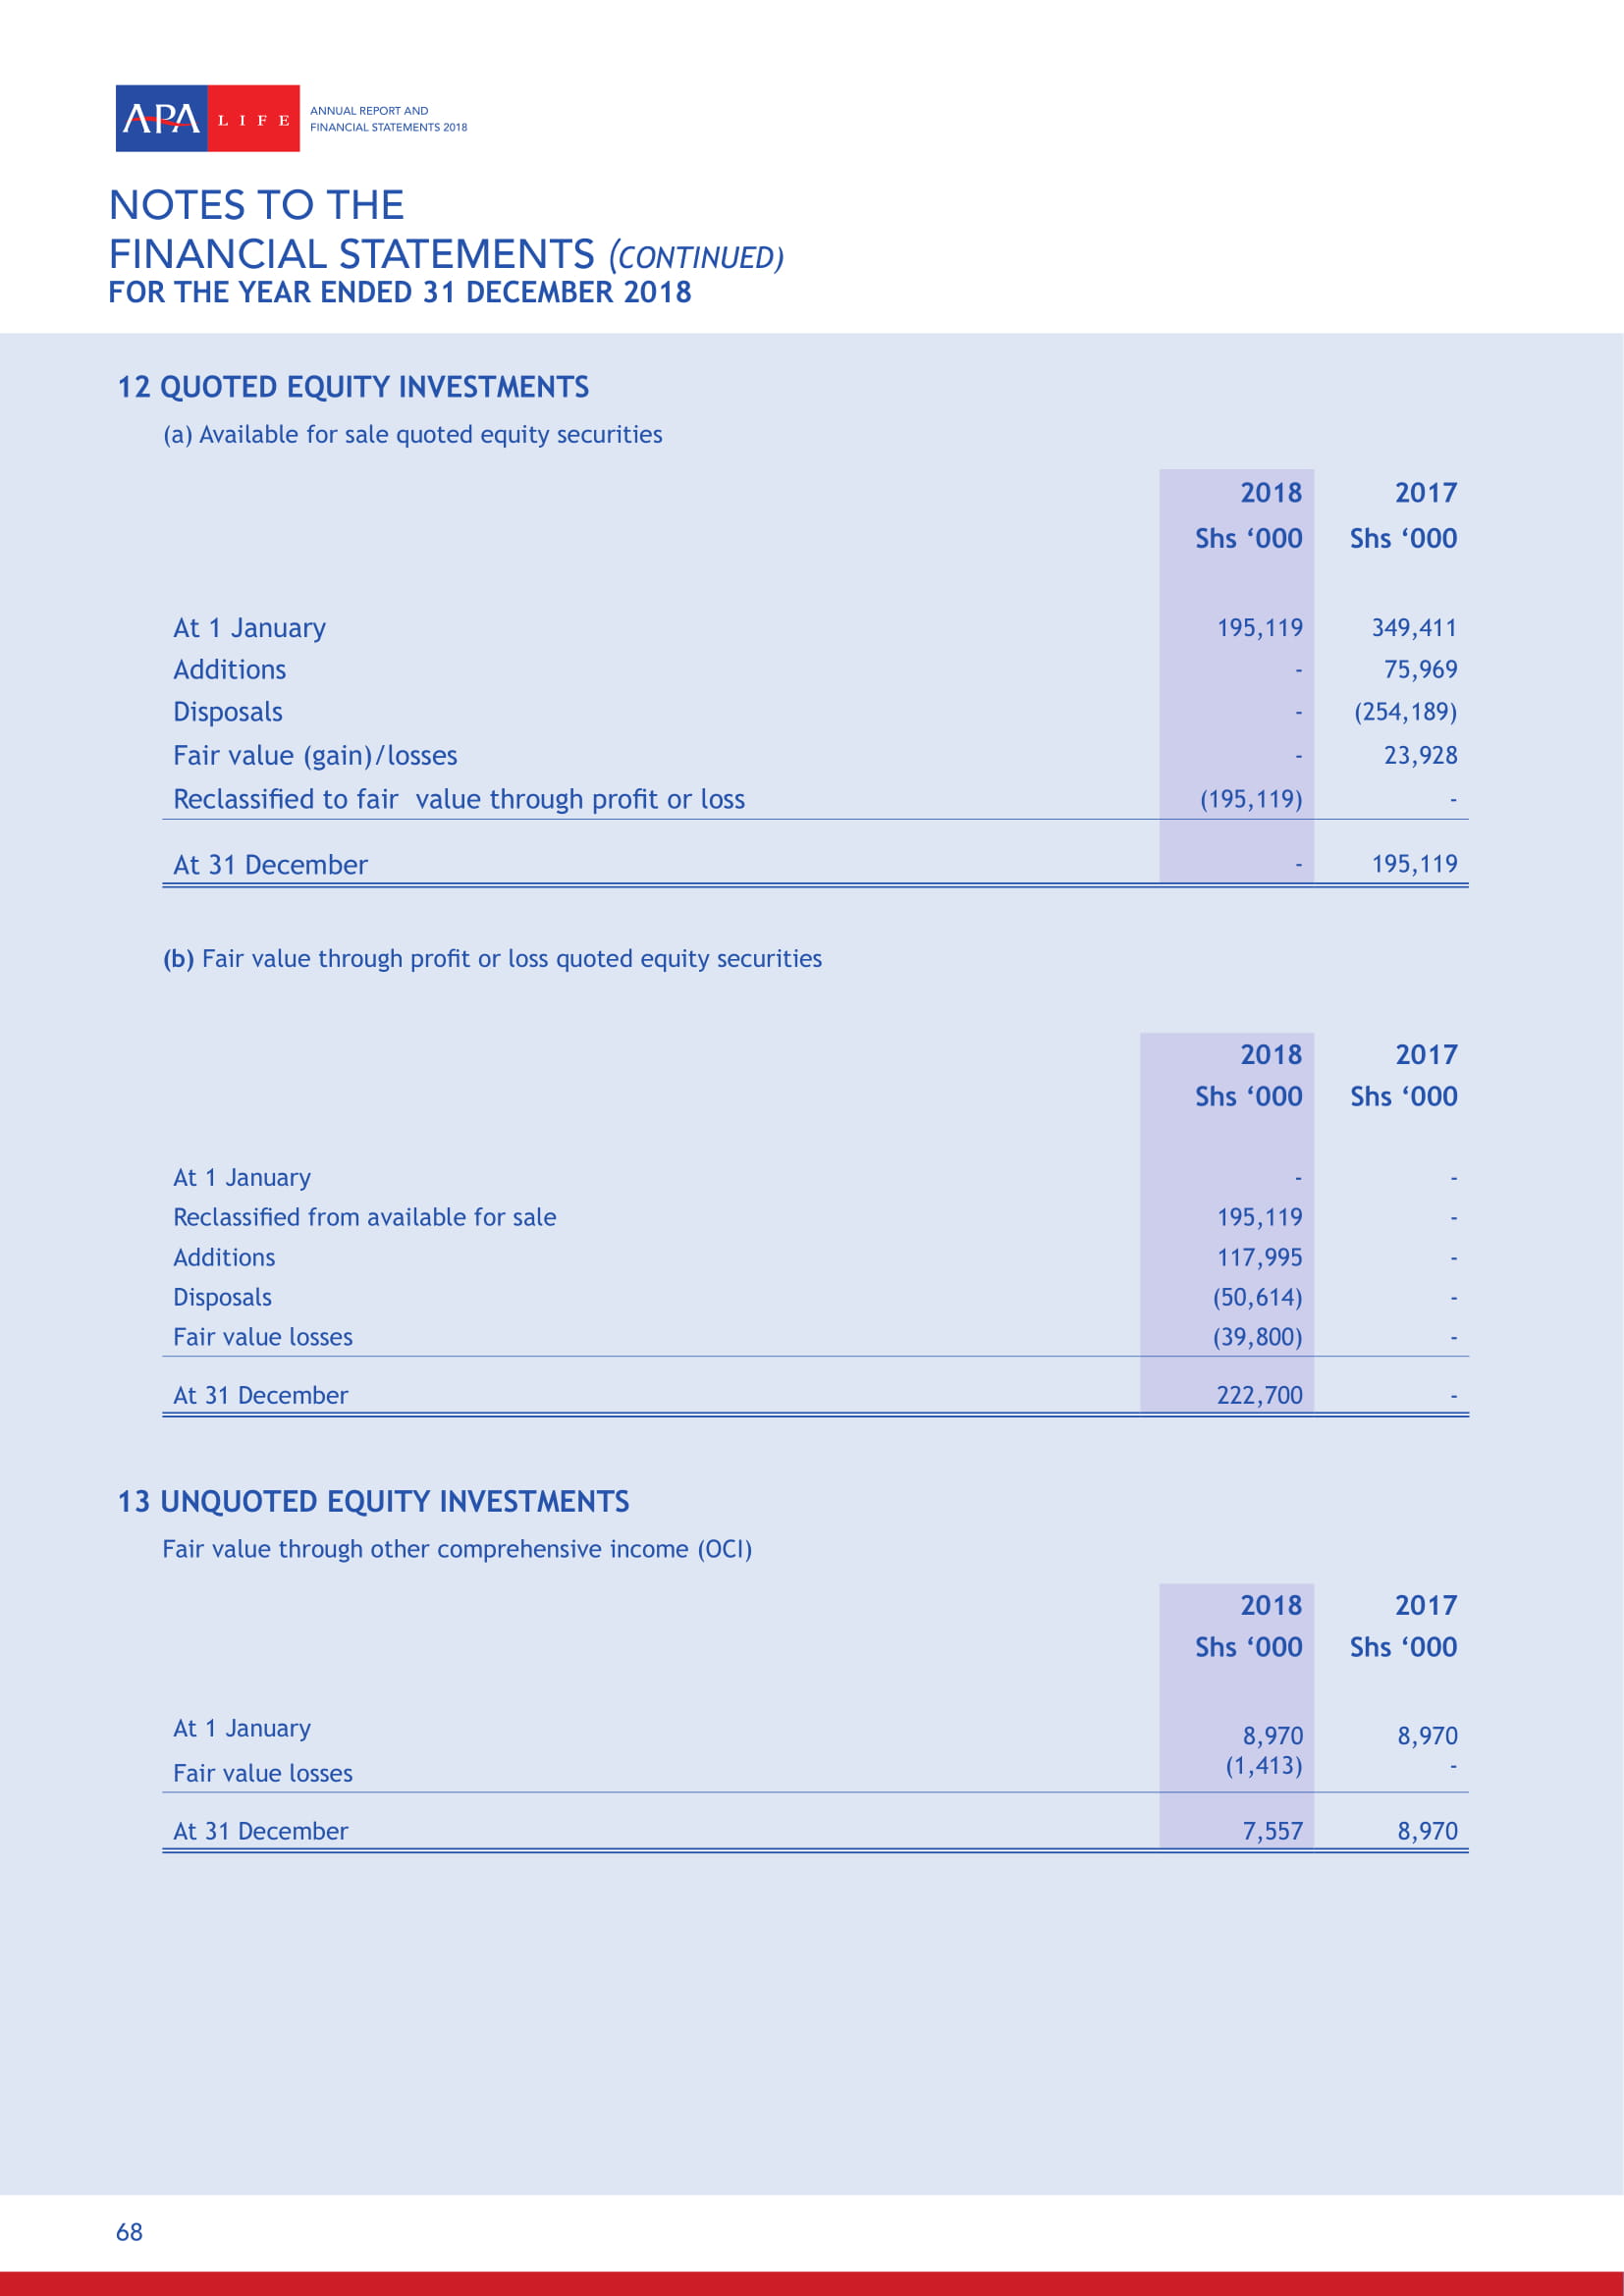 APA LIFE
ANNUAL REPORT AND
FINANCIAL STATEMENTS 2018
NOTES TO THE
FINANCIAL STATEMENTS (CONTINUED)
FOR THE YEAR ENDED 31 DECEMBER 2018
12 QUOTED EQUITY INVESTMENTS
(a) Available for sale quoted equity securities
2018 2017
Shs ‘000 Shs ‘000
At 1 January 195,119 349,411
Additions - 75,969
Disposals - (254,189)
Fair value (gain)/losses - 23,928
Reclassified to fair value through profit or loss (195,119) -
At 31 December - 195,119
(b) Fair value through profit or loss quoted equity securities
2018 2017
Shs ‘000 Shs ‘000
At 1 January - -
Reclassified from available for sale 195,119 -
Additions 117,995 -
Disposals (50,614) -
Fair value losses (39,800) -
At 31 December 222,700 -
13 UNQUOTED EQUITY INVESTMENTS
Fair value through other comprehensive income (OCI)
2018 2017
Shs ‘000 Shs ‘000
At 1 January 8,970 8,970
Fair value losses (1,413) -
At 31 December 7,557 8,970
68